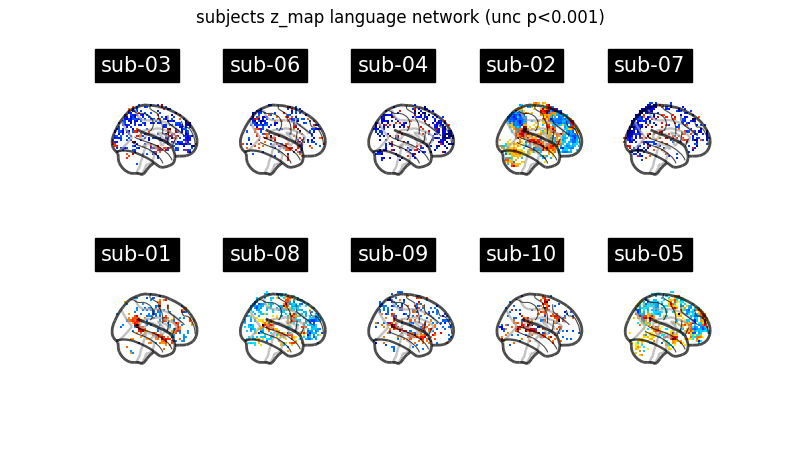 subjects z_map language network (unc p<0.001)
sub-03 sub-06 sub-04 sub-02 sub-07
sub-01 sub-08 sub-09 sub-10 sub-05